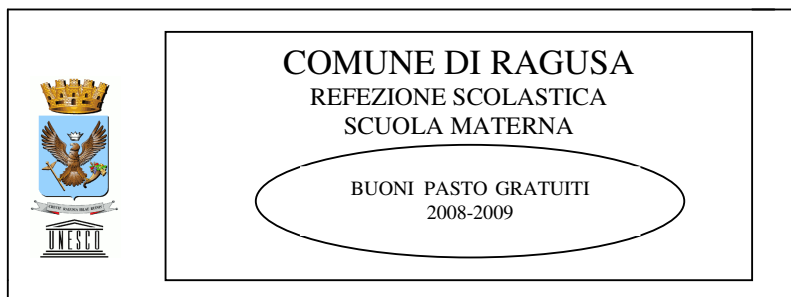 COMUNE DI RAGUSA
REFEZIONE SCOLASTICA
SCUOLA MATERNA
BUONI PASTO GRATUITI
2008-2009
UNESCO